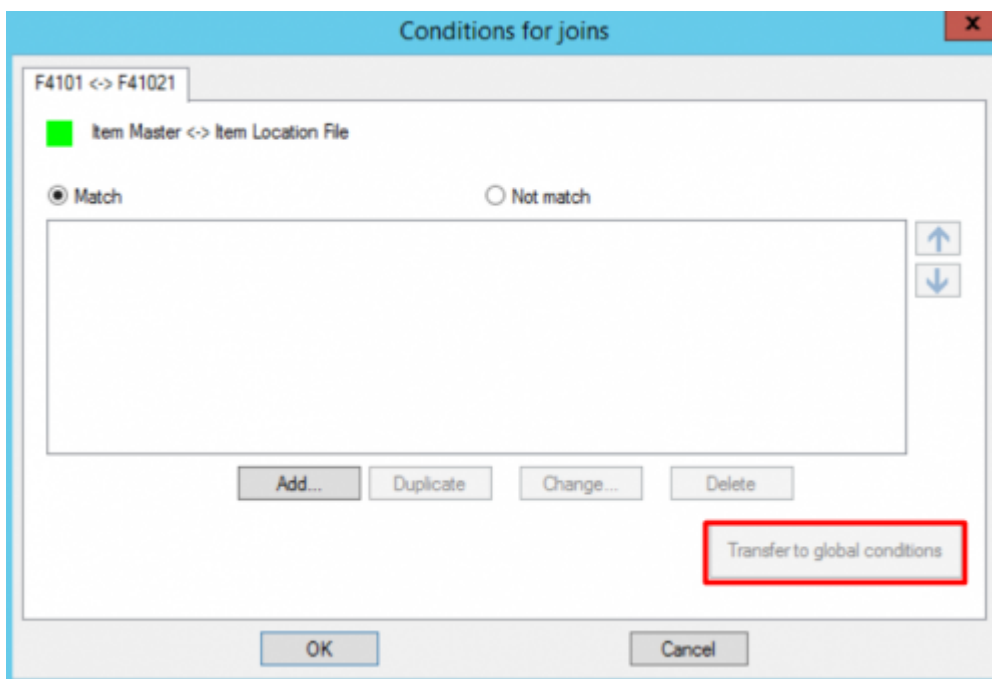 Conditions for joins
x
F4101 <-> F41021
Item Master <-> Item Location File
Match
Not match
Add...
Duplicate
Change...
Delete
Transfer to global conditions
OK
Cancel